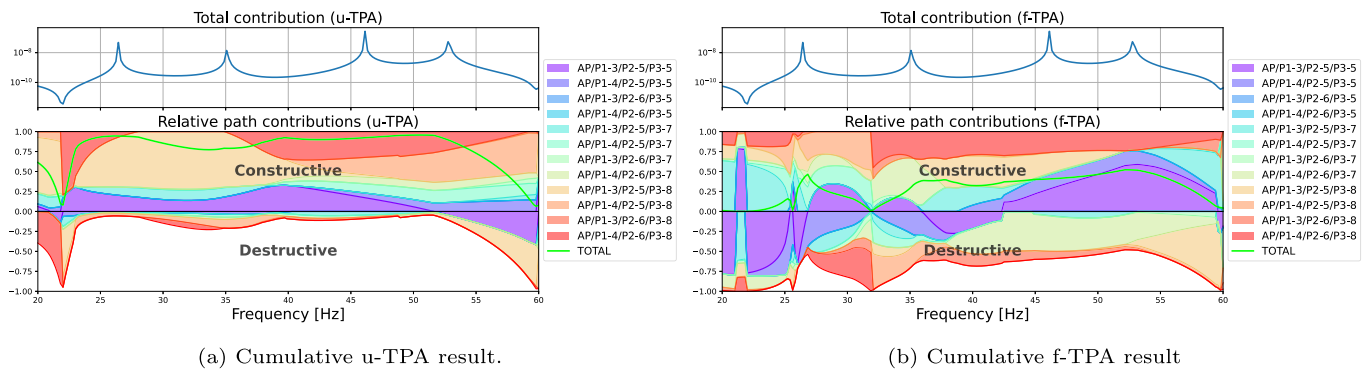 Total contribution (u-TPA)
10⁻⁸
10⁻¹⁰
Relative path contributions (u-TPA)
1.00
0.75
0.50
0.25
0.00
−0.25
−0.50
−0.75
−1.00
Constructive
Destructive
20 25 30 35 40 45 50 55 60
Frequency [Hz]
AP/P1-3/P2-5/P3-5
AP/P1-4/P2-5/P3-5
AP/P1-3/P2-6/P3-5
AP/P1-4/P2-6/P3-5
AP/P1-3/P2-5/P3-7
AP/P1-4/P2-5/P3-7
AP/P1-3/P2-6/P3-7
AP/P1-4/P2-6/P3-7
AP/P1-3/P2-5/P3-8
AP/P1-4/P2-5/P3-8
AP/P1-3/P2-6/P3-8
AP/P1-4/P2-6/P3-8
TOTAL
(a) Cumulative u-TPA result.
Total contribution (f-TPA)
10⁻⁸
10⁻¹⁰
Relative path contributions (f-TPA)
1.00
0.75
0.50
0.25
0.00
−0.25
−0.50
−0.75
−1.00
Constructive
Destructive
20 25 30 35 40 45 50 55 60
Frequency [Hz]
AP/P1-3/P2-5/P3-5
AP/P1-4/P2-5/P3-5
AP/P1-3/P2-6/P3-5
AP/P1-4/P2-6/P3-5
AP/P1-3/P2-5/P3-7
AP/P1-4/P2-5/P3-7
AP/P1-3/P2-6/P3-7
AP/P1-4/P2-6/P3-7
AP/P1-3/P2-5/P3-8
AP/P1-4/P2-5/P3-8
AP/P1-3/P2-6/P3-8
AP/P1-4/P2-6/P3-8
TOTAL
(b) Cumulative f-TPA result